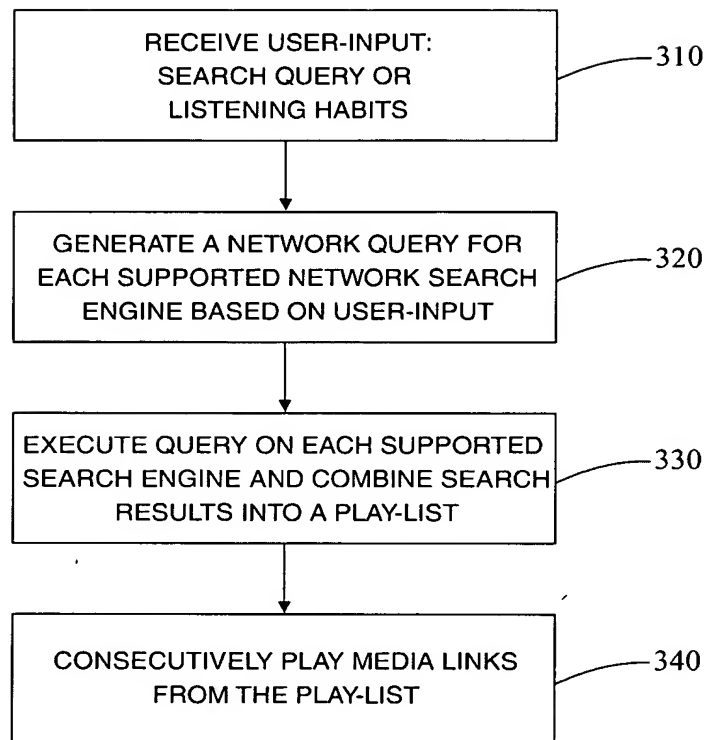 RECEIVE USER-INPUT:
SEARCH QUERY OR
LISTENING HABITS
310
GENERATE A NETWORK QUERY FOR
EACH SUPPORTED NETWORK SEARCH
ENGINE BASED ON USER-INPUT
320
EXECUTE QUERY ON EACH SUPPORTED
SEARCH ENGINE AND COMBINE SEARCH
RESULTS INTO A PLAY-LIST
330
CONSECUTIVELY PLAY MEDIA LINKS
FROM THE PLAY-LIST
340